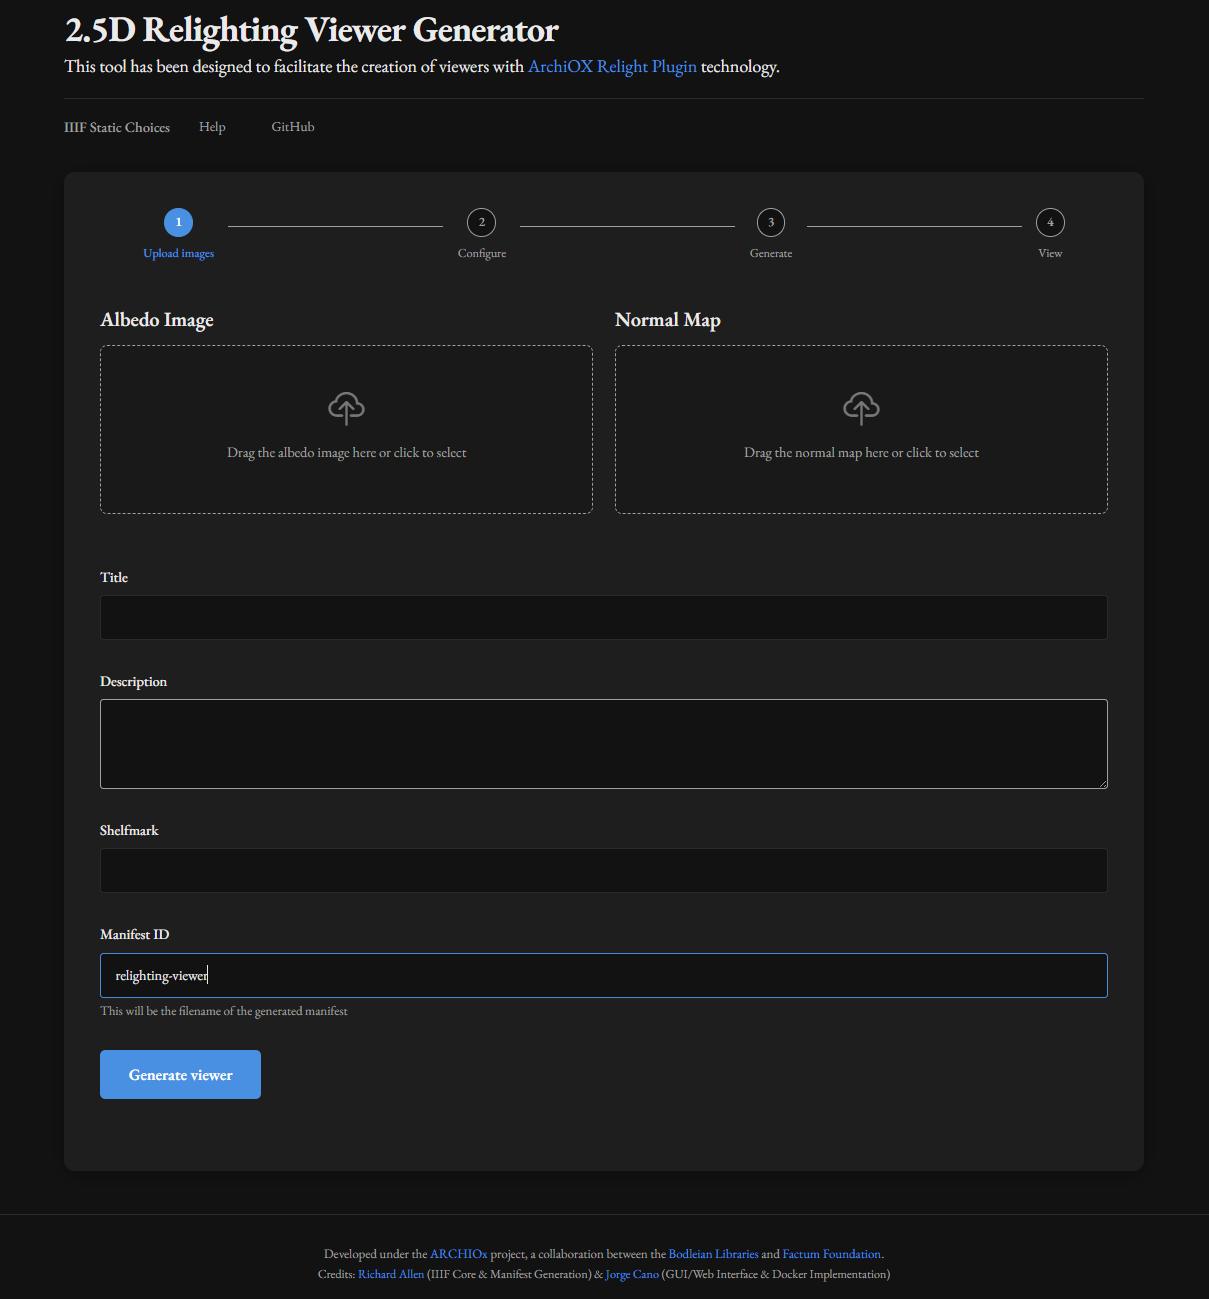 2.5D Relighting Viewer Generator
This tool has been designed to facilitate the creation of viewers with ArchiOX Relight Plugin technology.
IIIF Static Choices Help GitHub
1 2 3 4
Upload images Configure Generate View
Albedo Image Normal Map
Drag the albedo image here or click to select Drag the normal map here or click to select
Title
Description
Shelfmark
Manifest ID
relighting-viewer
This will be the filename of the generated manifest
Generate viewer
Developed under the ARCHIOx project, a collaboration between the Bodleian Libraries and Factum Foundation.
Credits: Richard Allen (IIIF Core & Manifest Generation) & Jorge Cano (GUI/Web Interface & Docker Implementation)